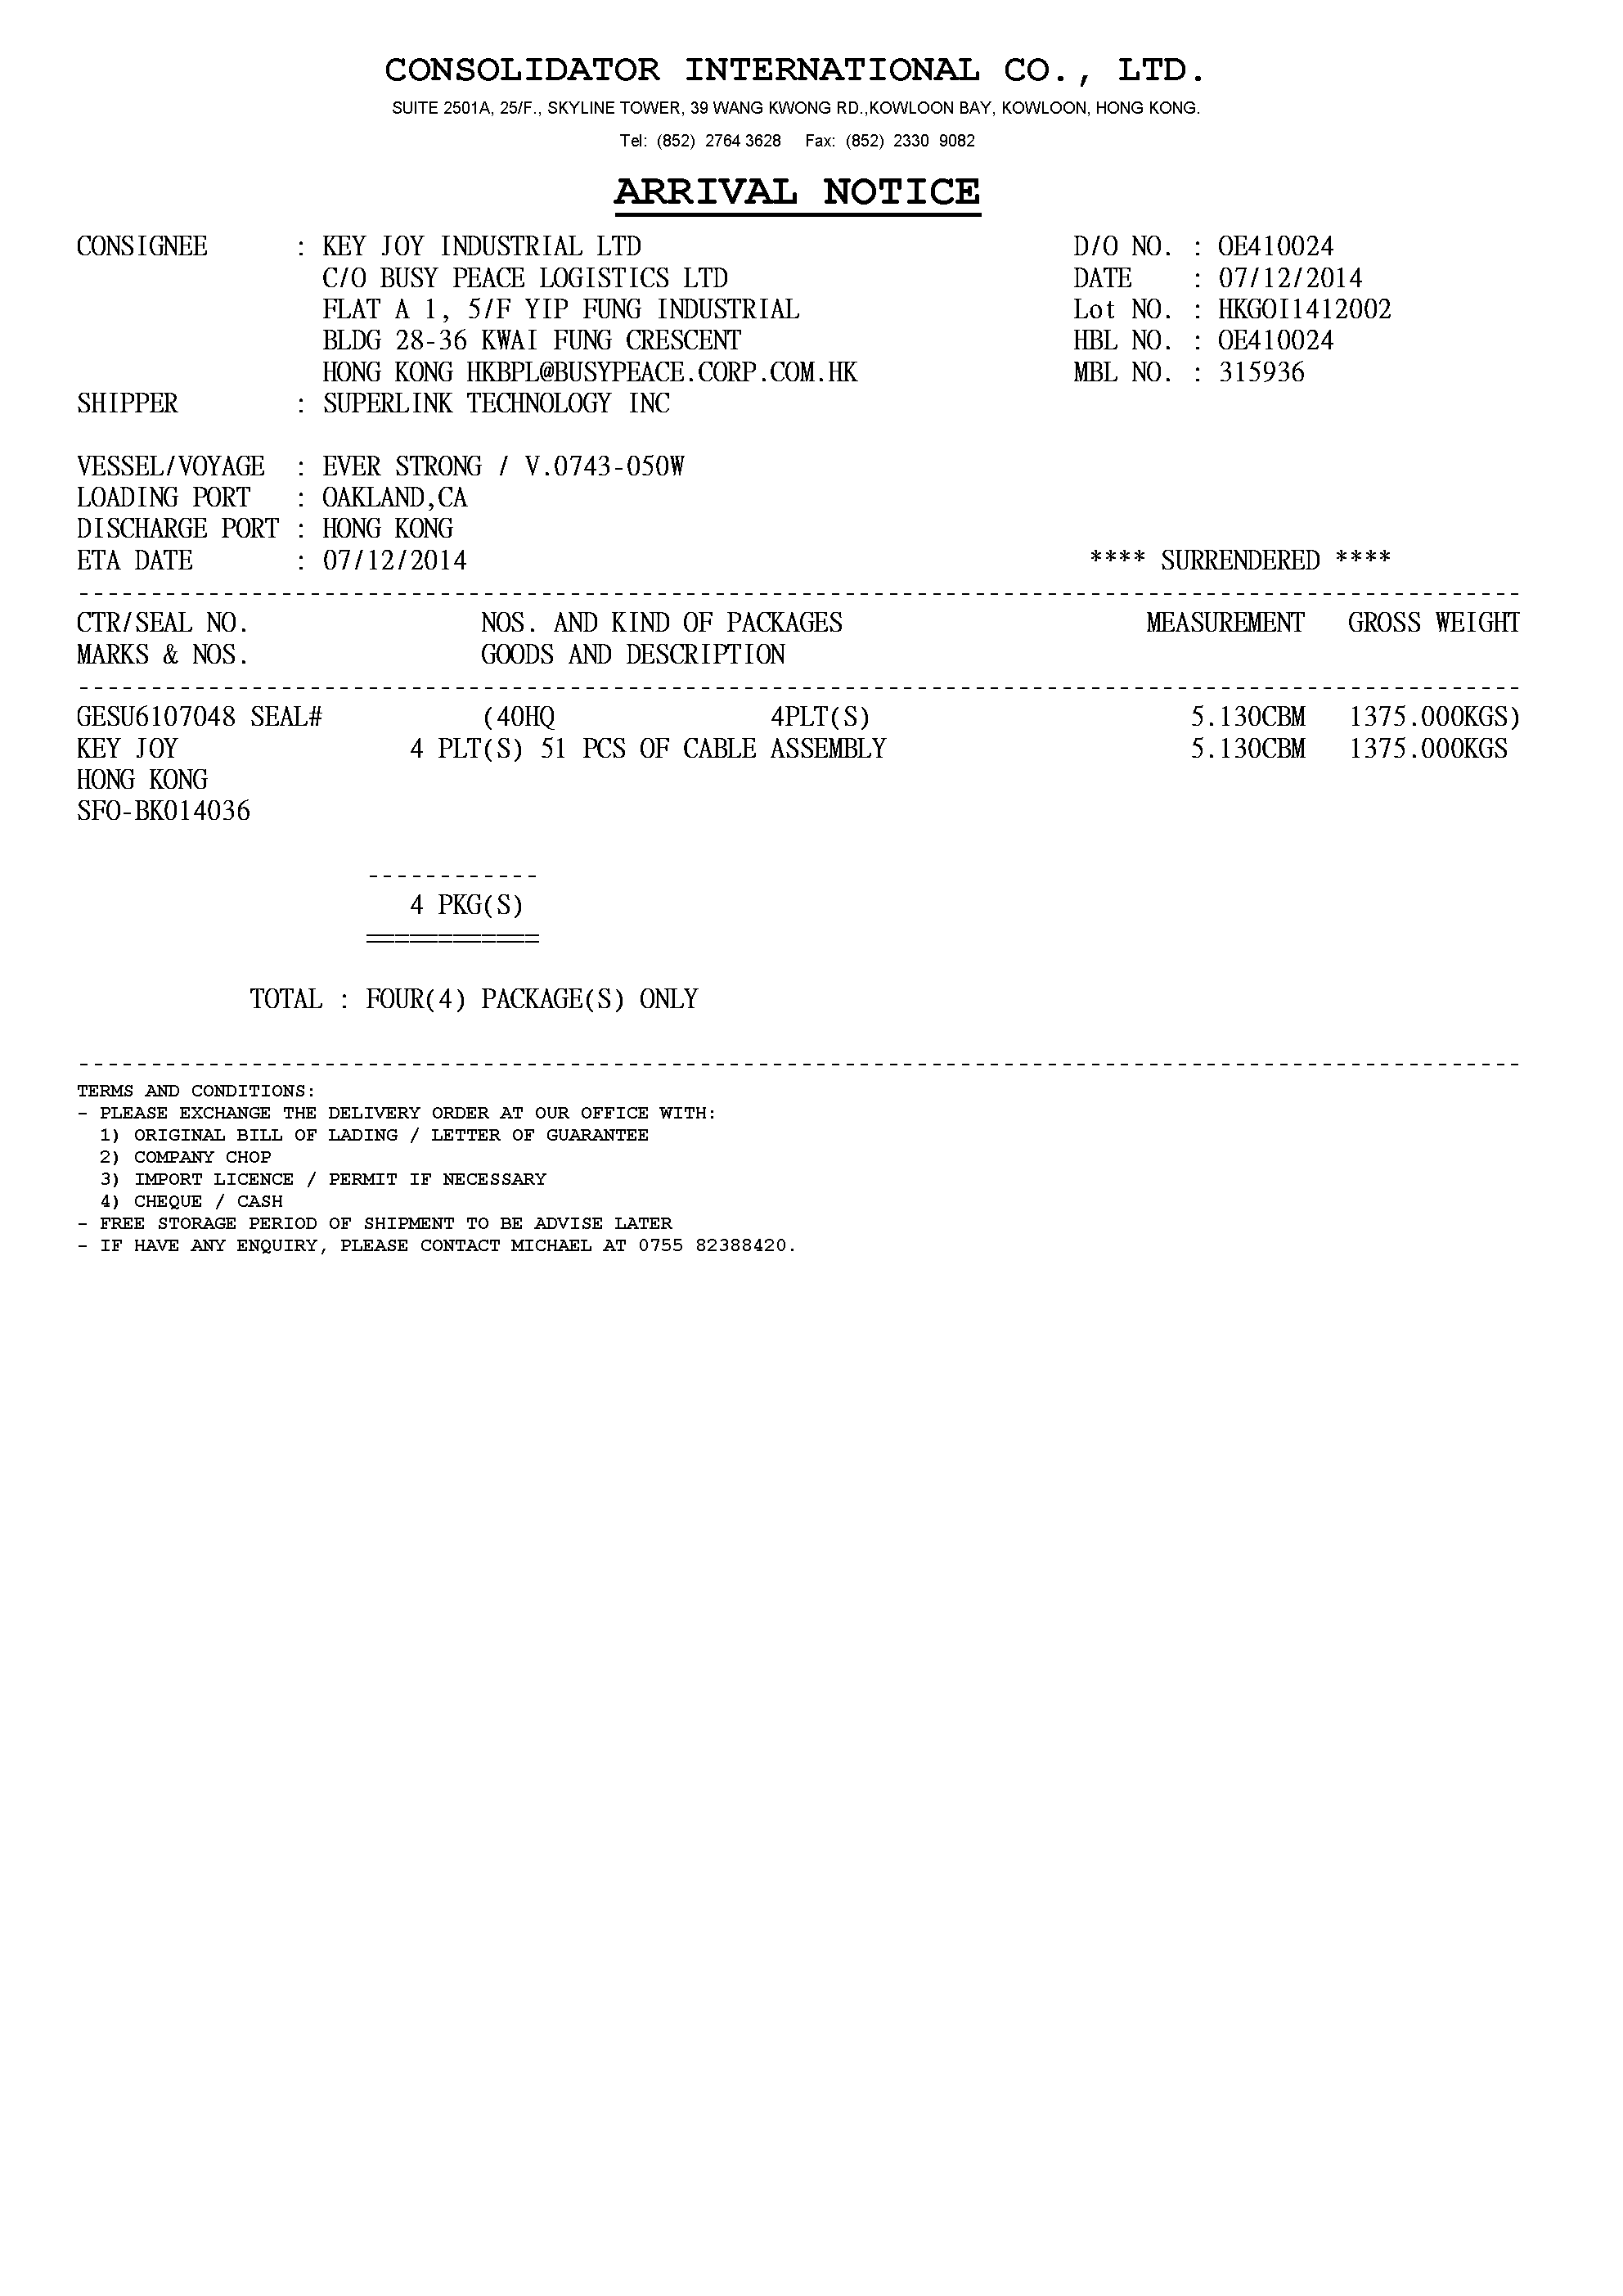 CONSOLIDATOR INTERNATIONAL CO., LTD.
SUITE 2501A, 25/F., SKYLINE TOWER, 39 WANG KWONG RD.,KOWLOON BAY, KOWLOON, HONG KONG.
Tel: (852) 2764 3628 Fax: (852) 2330 9082
ARRIVAL NOTICE
CONSIGNEE : KEY JOY INDUSTRIAL LTD D/O NO. : OE410024
C/O BUSY PEACE LOGISTICS LTD DATE : 07/12/2014
FLAT A 1, 5/F YIP FUNG INDUSTRIAL Lot NO. : HKGOI1412002
BLDG 28-36 KWAI FUNG CRESCENT HBL NO. : OE410024
HONG KONG HKBPL@BUSYPEACE.CORP.COM.HK MBL NO. : 315936
SHIPPER : SUPERLINK TECHNOLOGY INC
VESSEL/VOYAGE : EVER STRONG / V.0743-050W
LOADING PORT : OAKLAND,CA
DISCHARGE PORT : HONG KONG
ETA DATE : 07/12/2014 **** SURRENDERED ****
----------------------------------------------------------------------------------------------------
CTR/SEAL NO. NOS. AND KIND OF PACKAGES MEASUREMENT GROSS WEIGHT
MARKS & NOS. GOODS AND DESCRIPTION
----------------------------------------------------------------------------------------------------
GESU6107048 SEAL# (40HQ 4PLT(S) 5.130CBM 1375.000KGS)
KEY JOY 4 PLT(S) 51 PCS OF CABLE ASSEMBLY 5.130CBM 1375.000KGS
HONG KONG
SFO-BK014036
------------
4 PKG(S)
============
TOTAL : FOUR(4) PACKAGE(S) ONLY
----------------------------------------------------------------------------------------------------
TERMS AND CONDITIONS:
- PLEASE EXCHANGE THE DELIVERY ORDER AT OUR OFFICE WITH:
1) ORIGINAL BILL OF LADING / LETTER OF GUARANTEE
2) COMPANY CHOP
3) IMPORT LICENCE / PERMIT IF NECESSARY
4) CHEQUE / CASH
- FREE STORAGE PERIOD OF SHIPMENT TO BE ADVISE LATER
- IF HAVE ANY ENQUIRY, PLEASE CONTACT MICHAEL AT 0755 82388420.